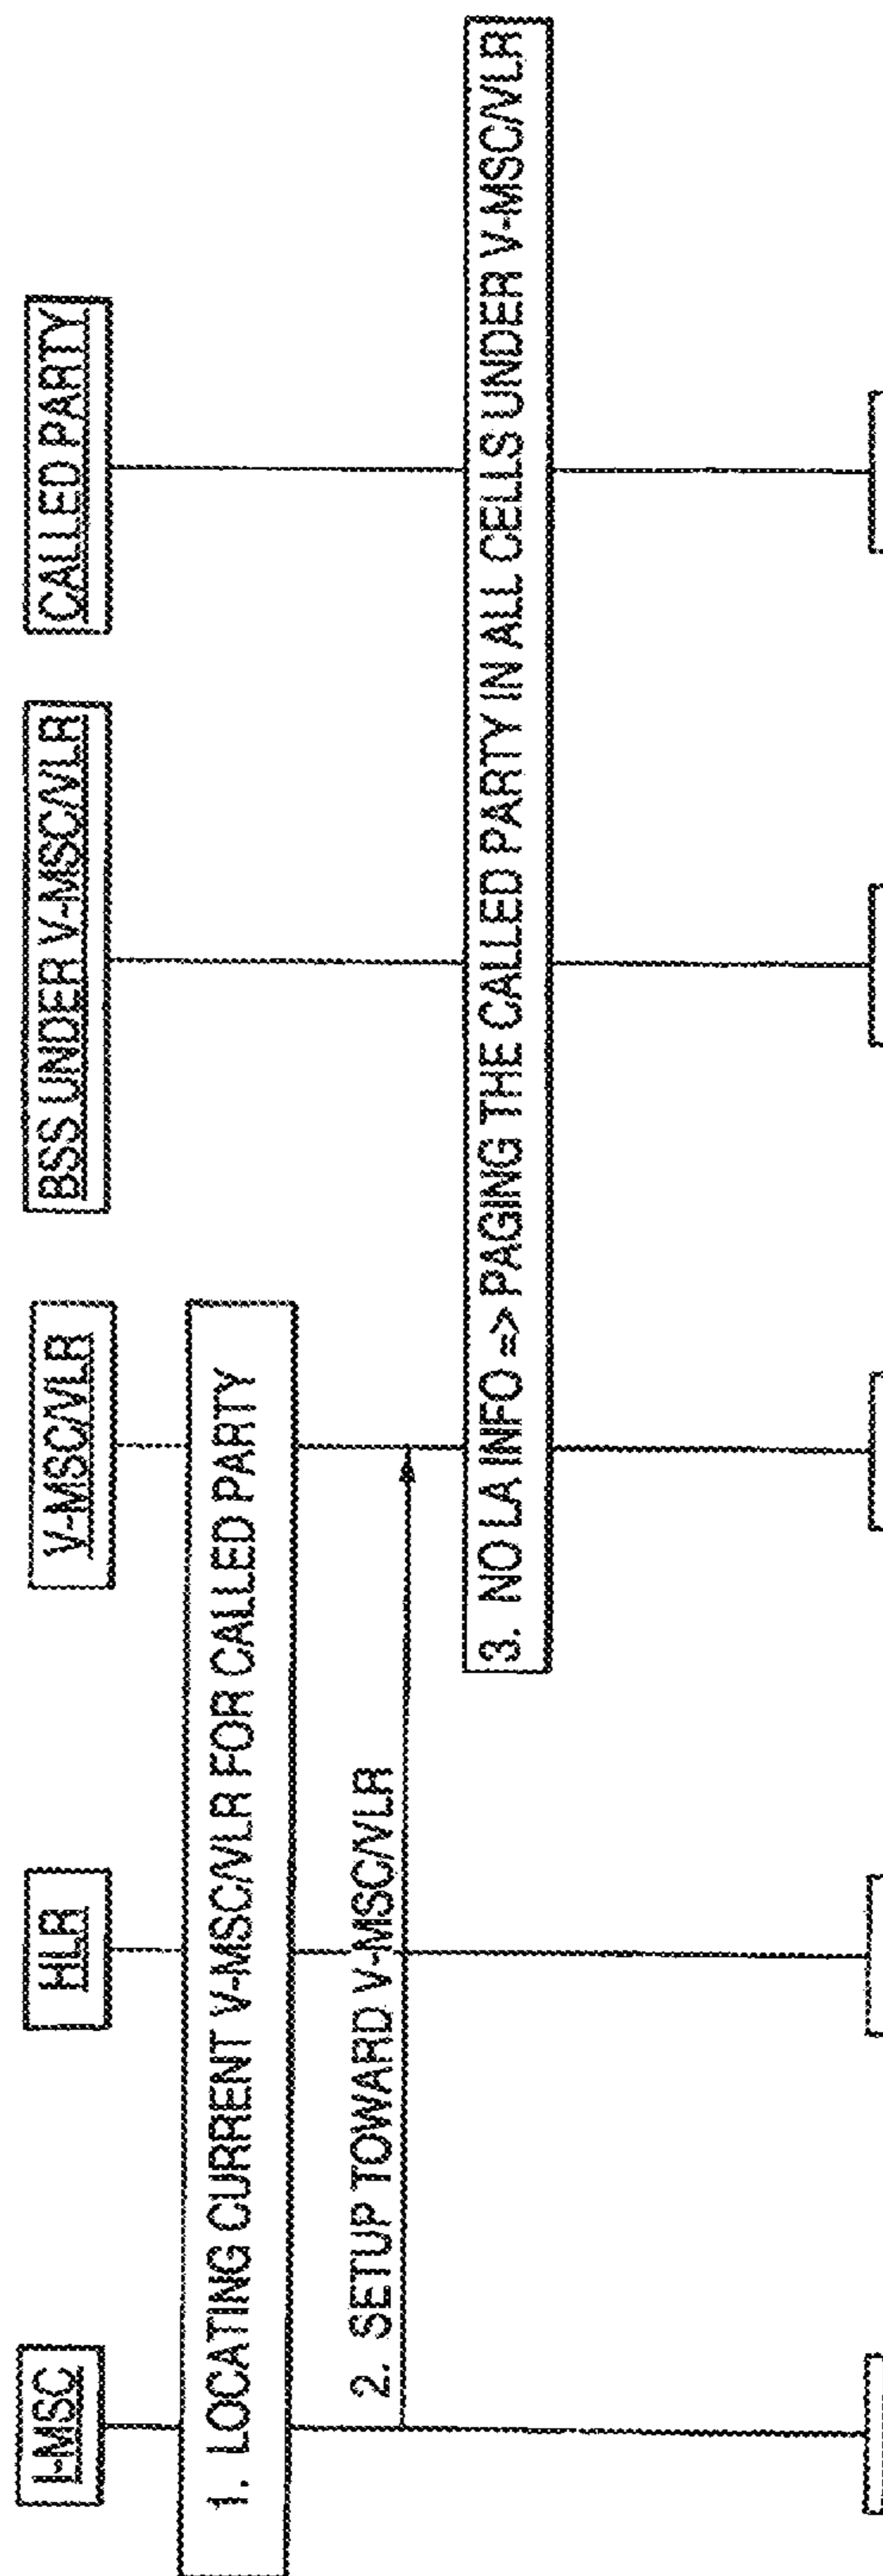 I-MSC
HLR
V-MSC/VLR
BSS UNDER V-MSC/VLR
CALLED PARTY
1. LOCATING CURRENT V-MSC/VLR FOR CALLED PARTY
2. SETUP TOWARD V-MSC/VLR
3. NO LA INFO => PAGING THE CALLED PARTY IN ALL CELLS UNDER V-MSC/VLR